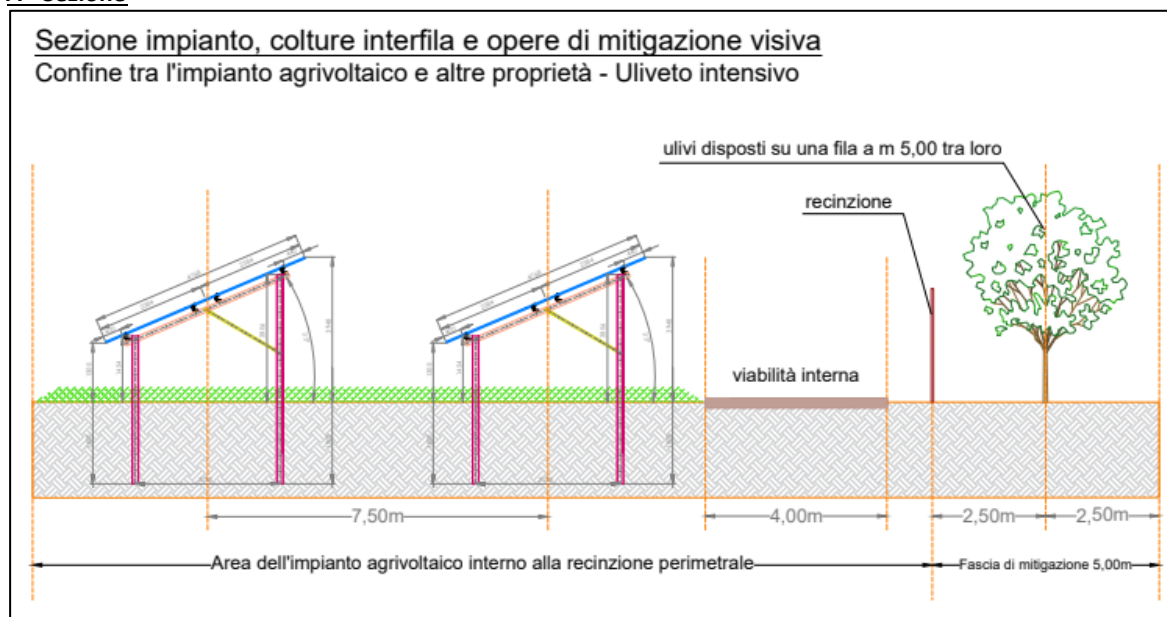 Sezione impianto, colture interfila e opere di mitigazione visiva
Confine tra l'impianto agrivoltaico e altre proprietà - Uliveto intensivo
ulivi disposti su una fila a m 5,00 tra loro
recinzione
viabilità interna
7,50m
4,00m
2,50m
2,50m
Area dell'impianto agrivoltaico interno alla recinzione perimetrale
Fascia di mitigazione 5,00m